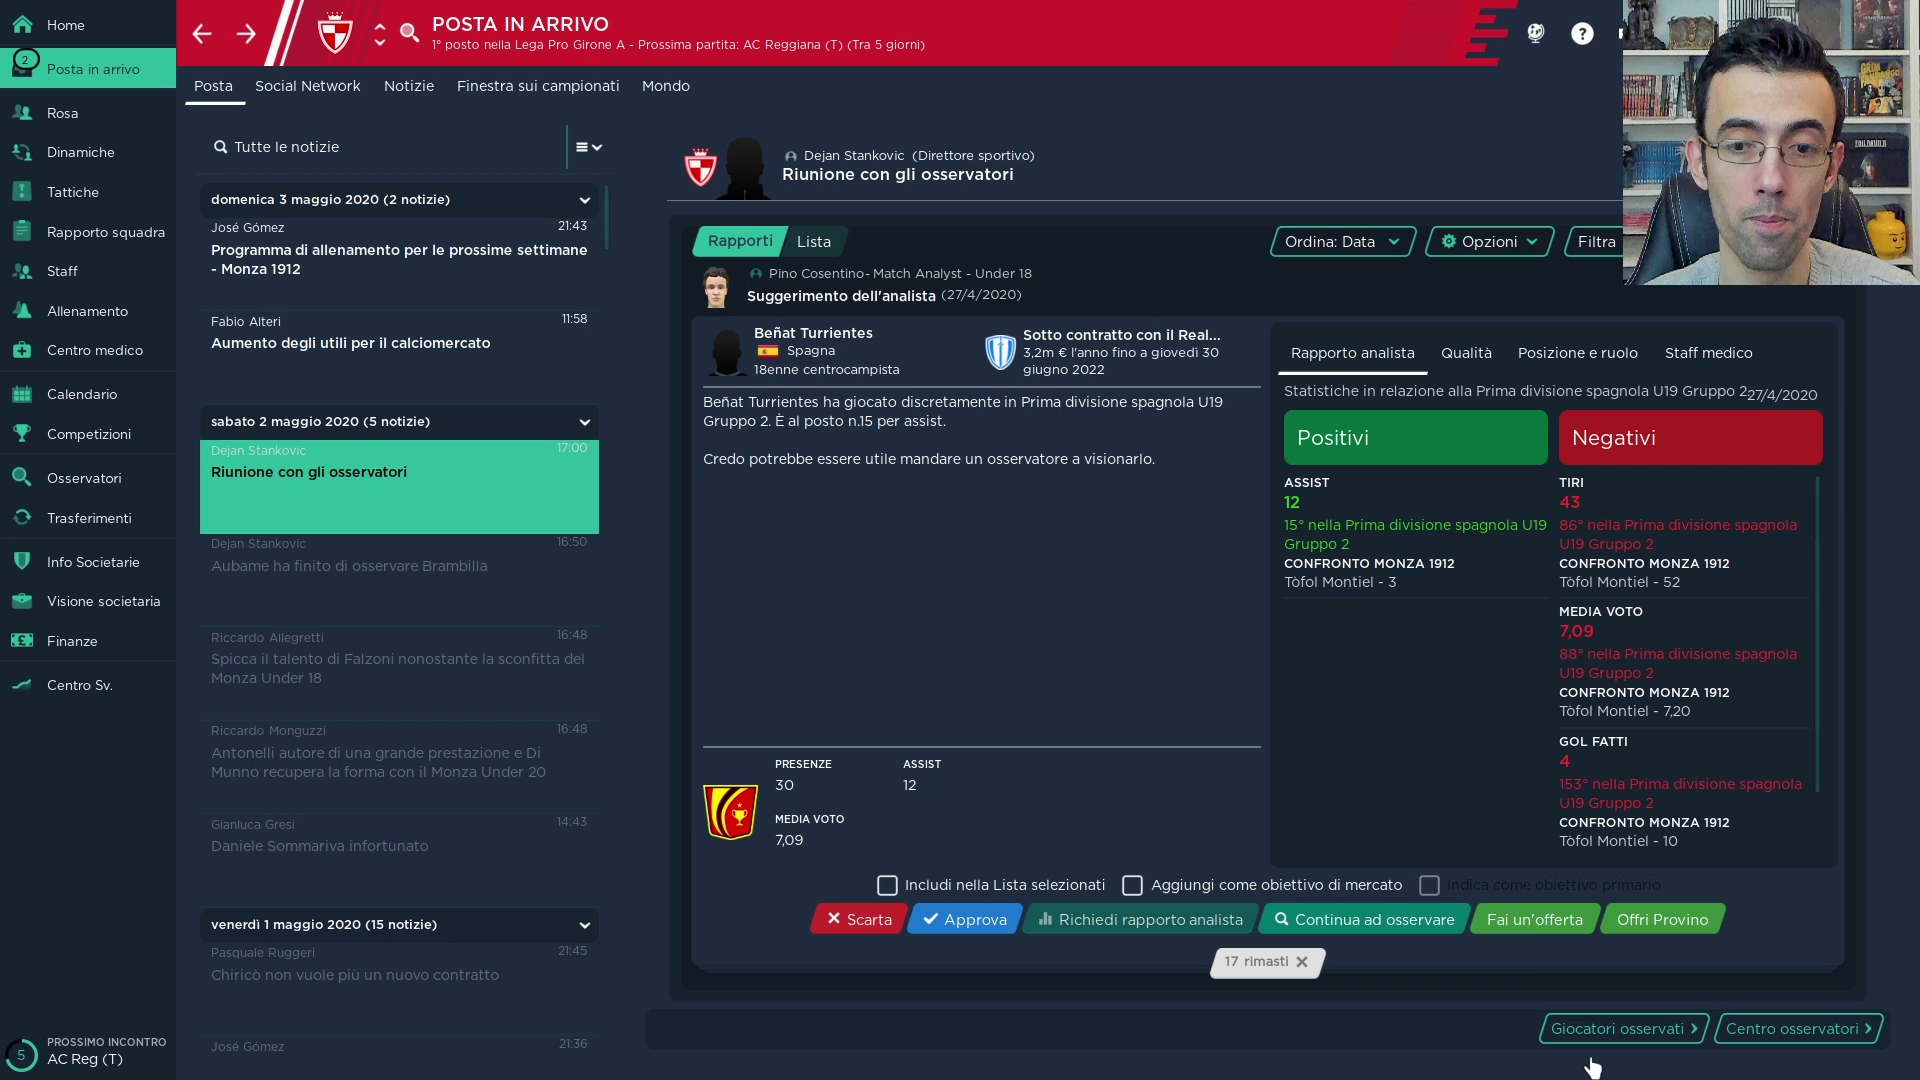 Home
2
Posta in arrivo
Rosa
Dinamiche
Tattiche
Rapporto squadra
Staff
Allenamento
Centro medico
Calendario
Competizioni
Osservatori
Trasferimenti
Info Societarie
Visione societaria
Finanze
Centro Sv.
5
PROSSIMO INCONTRO
AC Reg (T)
POSTA IN ARRIVO
1° posto nella Lega Pro Girone A - Prossima partita: AC Reggiana (T) (Tra 5 giorni)
?
Posta Social Network Notizie Finestra sui campionati Mondo
Tutte le notizie
domenica 3 maggio 2020 (2 notizie)
José Gómez 21:43
Programma di allenamento per le prossime settimane
- Monza 1912
Fabio Alteri 11:58
Aumento degli utili per il calciomercato
sabato 2 maggio 2020 (5 notizie)
Dejan Stankovic 17:00
Riunione con gli osservatori
Dejan Stankovic 16:50
Aubame ha finito di osservare Brambilla
Riccardo Allegretti 16:48
Spicca il talento di Falzoni nonostante la sconfitta del
Monza Under 18
Riccardo Monguzzi 16:48
Antonelli autore di una grande prestazione e Di
Munno recupera la forma con il Monza Under 20
Gianluca Gresi 14:43
Daniele Sommariva infortunato
venerdì 1 maggio 2020 (15 notizie)
Pasquale Ruggeri 21:45
Chiricò non vuole più un nuovo contratto
José Gómez 21:36
Dejan Stankovic (Direttore sportivo)
Riunione con gli osservatori
Rapporti Lista
Ordina: Data Opzioni Filtra
Pino Cosentino- Match Analyst - Under 18
Suggerimento dell'analista (27/4/2020)
Beñat Turrientes
Spagna
18enne centrocampista
Sotto contratto con il Real...
3,2m € l'anno fino a giovedì 30
giugno 2022
Beñat Turrientes ha giocato discretamente in Prima divisione spagnola U19
Gruppo 2. È al posto n.15 per assist.
Credo potrebbe essere utile mandare un osservatore a visionarlo.
PRESENZE ASSIST
30 12
MEDIA VOTO
7,09
Rapporto analista Qualità Posizione e ruolo Staff medico
Statistiche in relazione alla Prima divisione spagnola U19 Gruppo 2 27/4/2020
Positivi
ASSIST
12
15° nella Prima divisione spagnola U19
Gruppo 2
CONFRONTO MONZA 1912
Tòfol Montiel - 3
Negativi
TIRI
43
86° nella Prima divisione spagnola
U19 Gruppo 2
CONFRONTO MONZA 1912
Tòfol Montiel - 52
MEDIA VOTO
7,09
88° nella Prima divisione spagnola
U19 Gruppo 2
CONFRONTO MONZA 1912
Tòfol Montiel - 7,20
GOL FATTI
4
153° nella Prima divisione spagnola
U19 Gruppo 2
CONFRONTO MONZA 1912
Tòfol Montiel - 10
Includi nella Lista selezionati Aggiungi come obiettivo di mercato Indica come obiettivo primario
Scarta Approva Richiedi rapporto analista Continua ad osservare Fai un'offerta Offri Provino
17 rimasti
Giocatori osservati Centro osservatori
GRIM
FANDANGO